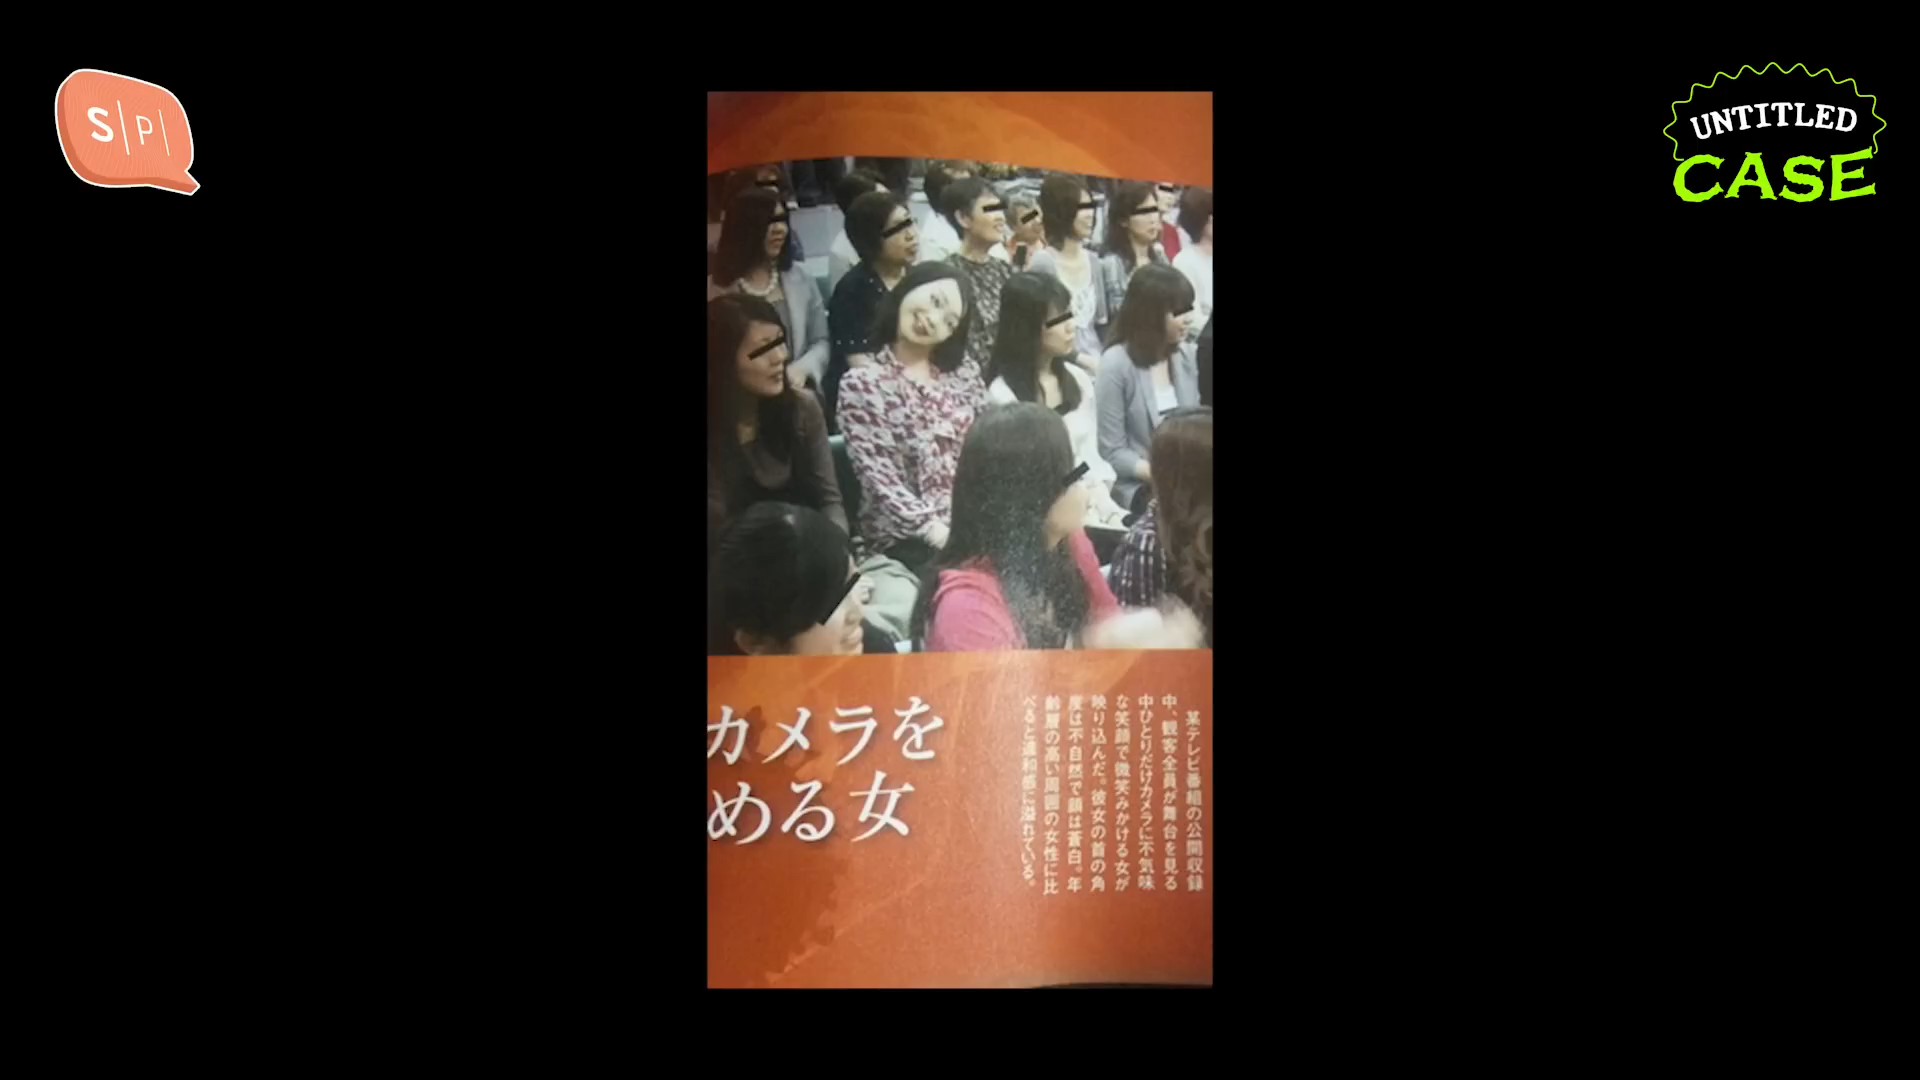 S|P|
UNTITLED
CASE
某テレビ番組の公開収録
中、観客全員が舞台を見る
中ひとりだけカメラに不気味
な笑顔で微笑みかける女が
映り込んだ。彼女の首の角
度は不自然で顔は蒼白。年
齢層の高い周囲の女性に比
べると違和感に溢れている。
カメラを
める女